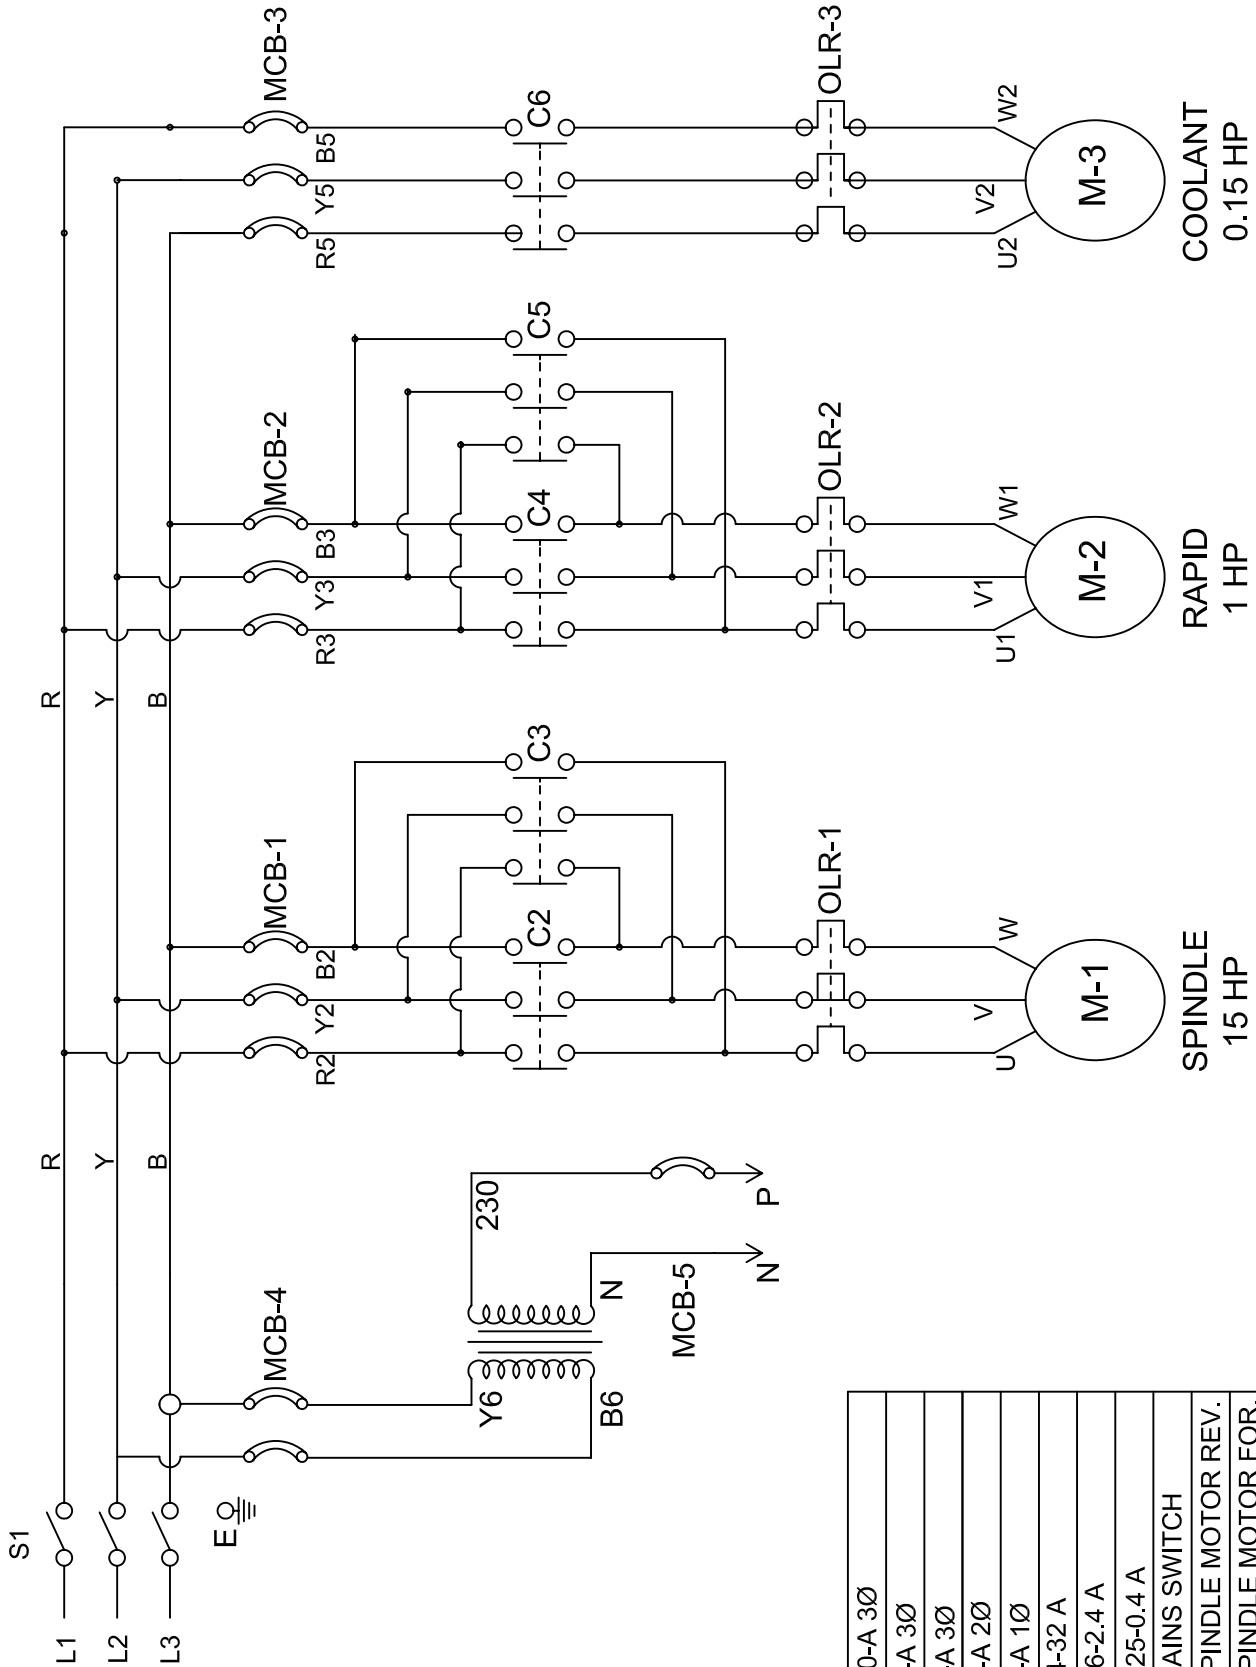 S1
L1
L2
L3
E
R
Y
B
R
Y
B
MCB-4
MCB-1
MCB-2
MCB-3
R2
Y2
B2
R3
Y3
B3
R5
Y5
B5
Y6
B6
230
N
MCB-5
N
P
C2
C3
C4
C5
C6
OLR-1
OLR-2
OLR-3
U
V
W
U1
V1
W1
U2
V2
W2
M-1
M-2
M-3
SPINDLE
15 HP
RAPID
1 HP
COOLANT
0.15 HP
0-A 3Ø
-A 3Ø
-A 3Ø
-A 2Ø
-A 1Ø
-32 A
6-2.4 A
25-0.4 A
AINS SWITCH
PINDLE MOTOR REV.
PINDLE MOTOR FOR.